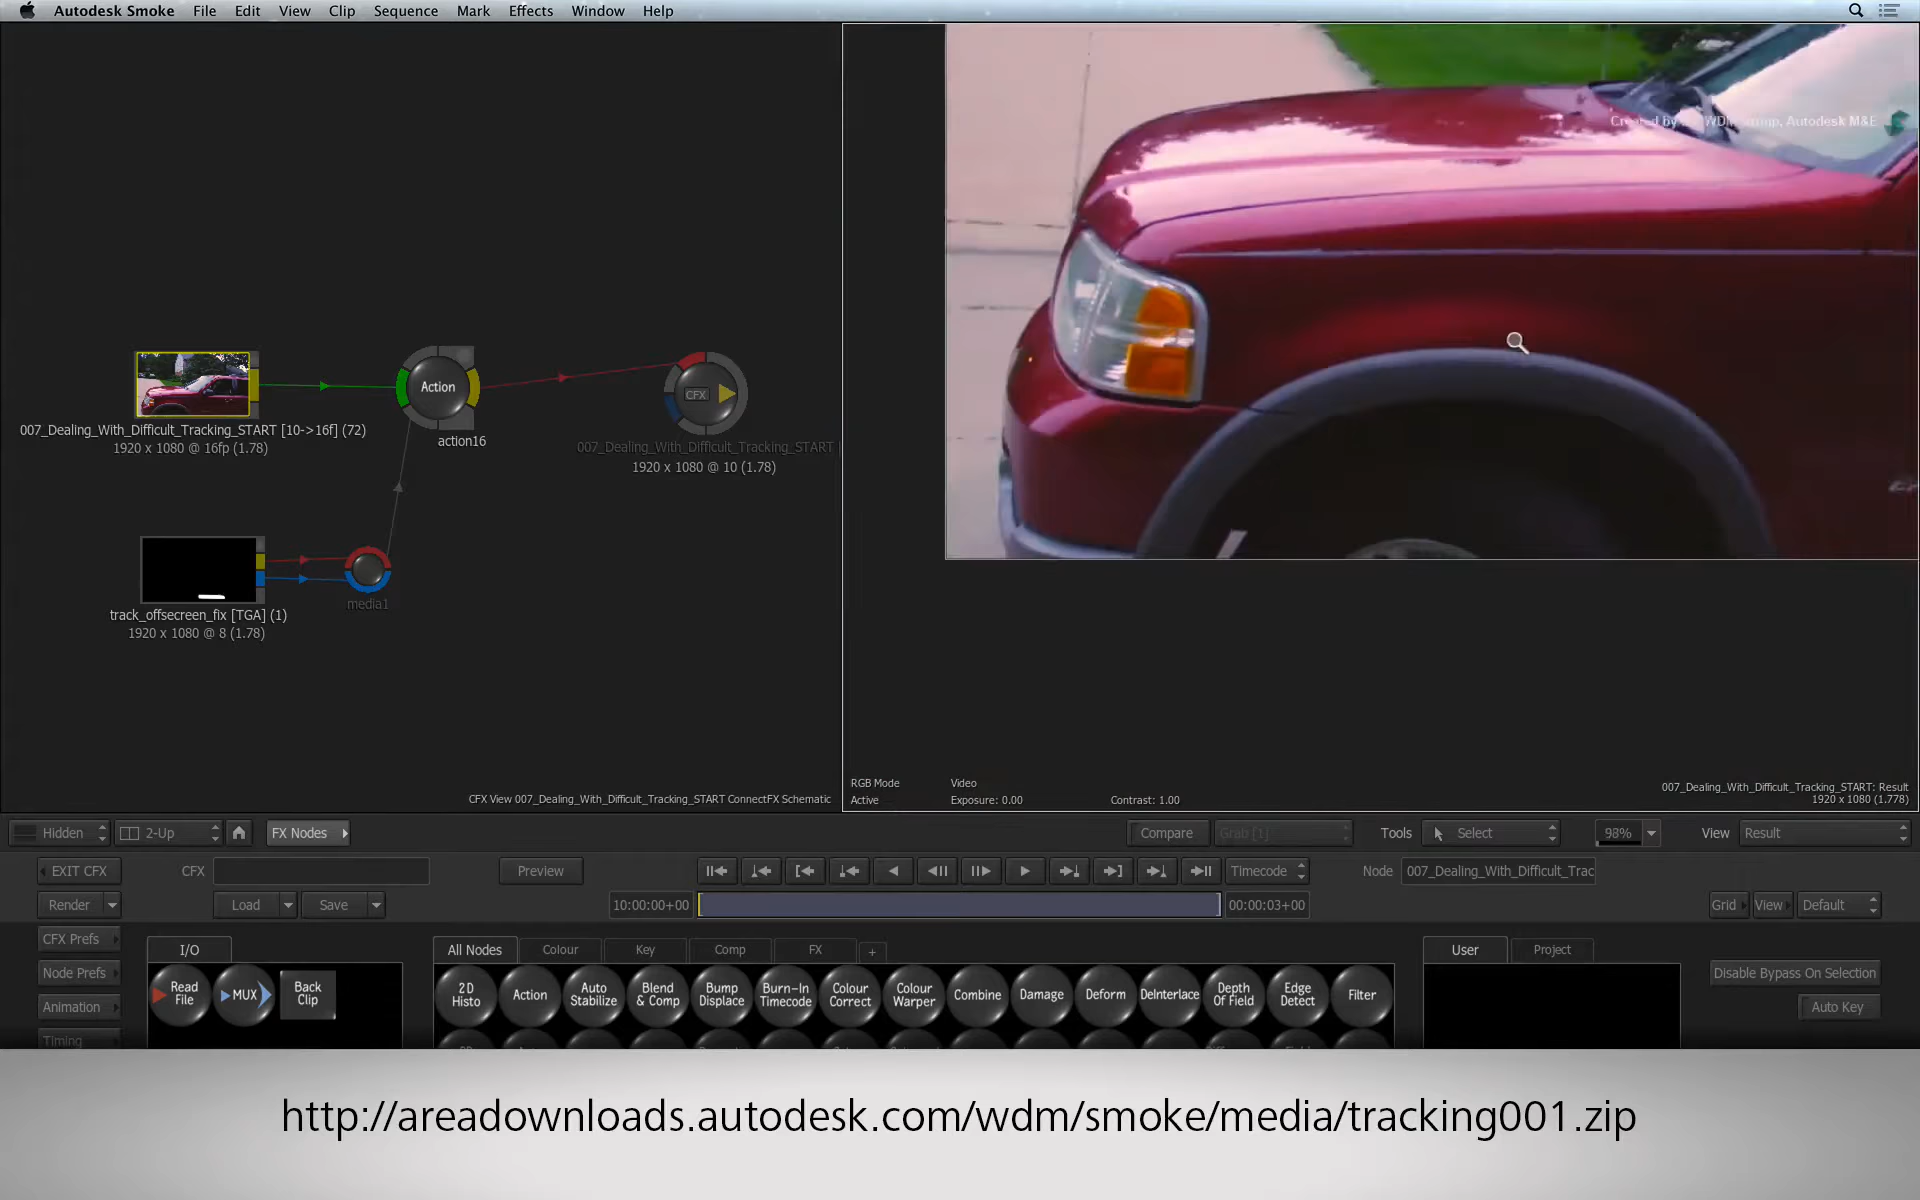 Autodesk Smoke File Edit View Clip Sequence Mark Effects Window Help
Autodesk M&E
Action
CFX
007_Dealing_With_Difficult_Tracking_START [10->16f] (72)
1920 x 1080 @ 16fp (1.78)
action16
007_Dealing_With_Difficult_Tracking_START
1920 x 1080 @ 10 (1.78)
media1
track_offsecreen_fix [TGA] (1)
1920 x 1080 @ 8 (1.78)
RGB Mode Video
Active Exposure: 0.00 Contrast: 1.00
007_Dealing_With_Difficult_Tracking_START: Result
1920 x 1080 (1.778)
CFX View 007_Dealing_With_Difficult_Tracking_START ConnectFX Schematic
Hidden 2-Up FX Nodes Compare Grab [1] Tools Select 98% View Result
EXIT CFX CFX Preview Timecode Node 007_Dealing_With_Difficult_Trac
Render Load Save 10:00:00+00 00:00:03+00 Grid View Default
CFX Prefs I/O All Nodes Colour Key Comp FX + User Project
Node Prefs Disable Bypass On Selection
Animation Auto Key
Timing
Read File
MUX
Back Clip
2D Histo
Action
Auto Stabilize
Blend & Comp
Bump Displace
Burn-In Timecode
Colour Correct
Colour Warper
Combine
Damage
Deform
DeInterlace
Depth Of Field
Edge Detect
Filter
http://areadownloads.autodesk.com/wdm/smoke/media/tracking001.zip